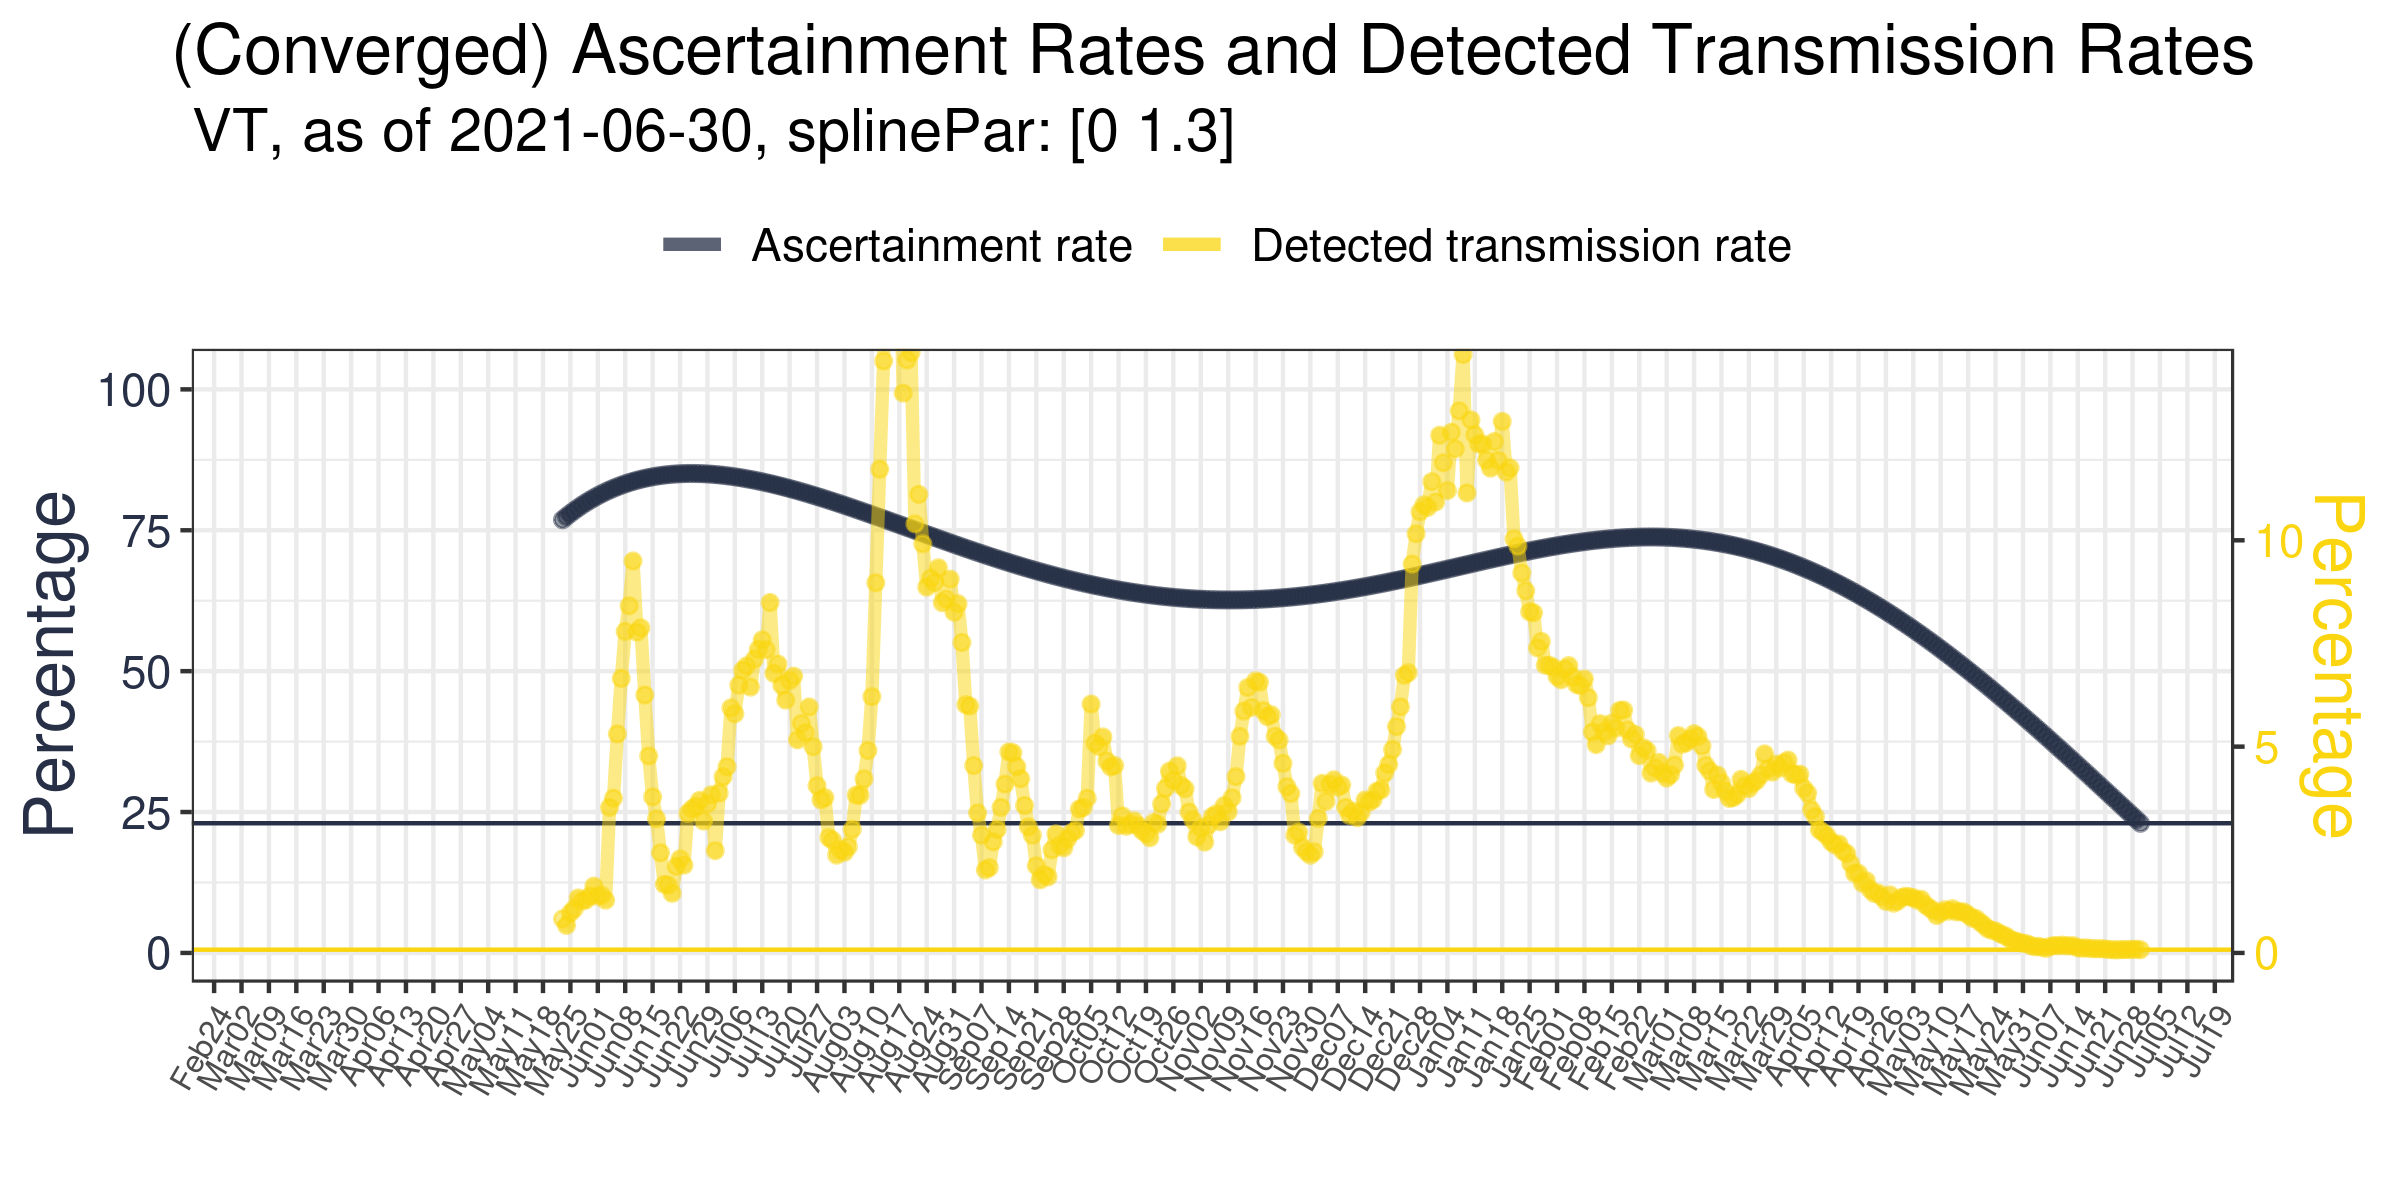 (Converged) Ascertainment Rates and Detected Transmission Rates
VT, as of 2021-06-30, splinePar: [0 1.3]
Ascertainment rate
Detected transmission rate
Percentage
100
75
50
25
0
10
5
0
Percentage
Feb24
Mar02
Mar09
Mar16
Mar23
Mar30
Apr06
Apr13
Apr20
Apr27
May04
May11
May18
May25
Jun01
Jun08
Jun15
Jun22
Jun29
Jul06
Jul13
Jul20
Jul27
Aug03
Aug10
Aug17
Aug24
Aug31
Sep07
Sep14
Sep21
Sep28
Oct05
Oct12
Oct19
Oct26
Nov02
Nov09
Nov16
Nov23
Nov30
Dec07
Dec14
Dec21
Dec28
Jan04
Jan11
Jan18
Jan25
Feb01
Feb08
Feb15
Feb22
Mar01
Mar08
Mar15
Mar22
Mar29
Apr05
Apr12
Apr19
Apr26
May03
May10
May17
May24
May31
Jun07
Jun14
Jun21
Jun28
Jul05
Jul12
Jul19